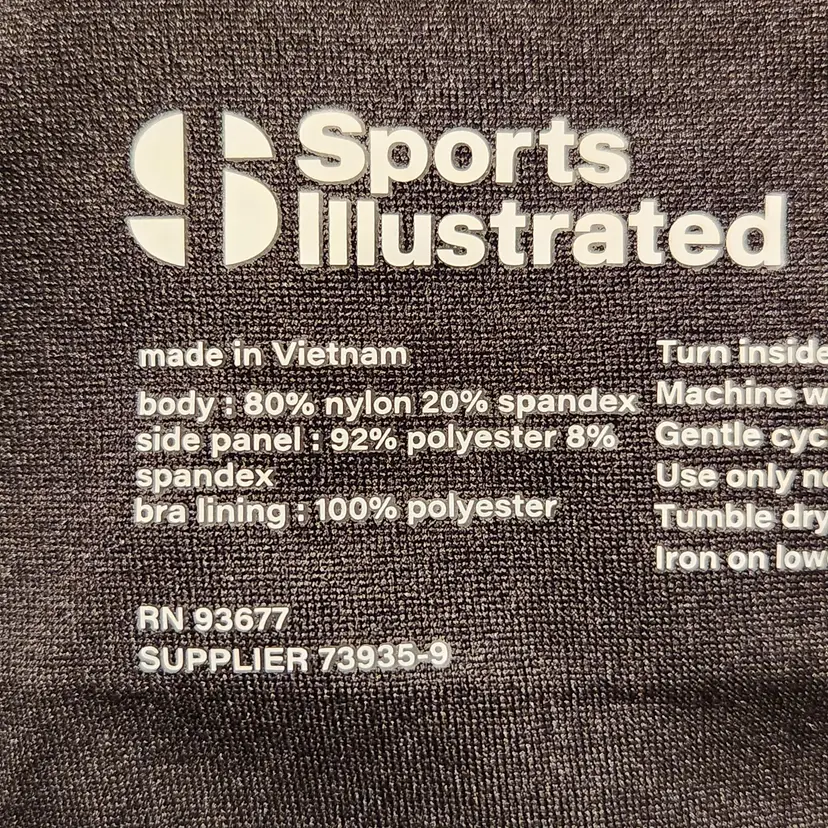 Sports
Illustrated
made in Vietnam
body : 80% nylon 20% spandex
side panel : 92% polyester 8%
spandex
bra lining : 100% polyester
RN 93677
SUPPLIER 73935-9
Turn inside
Machine w
Gentle cyc
Use only no
Tumble dry
Iron on low